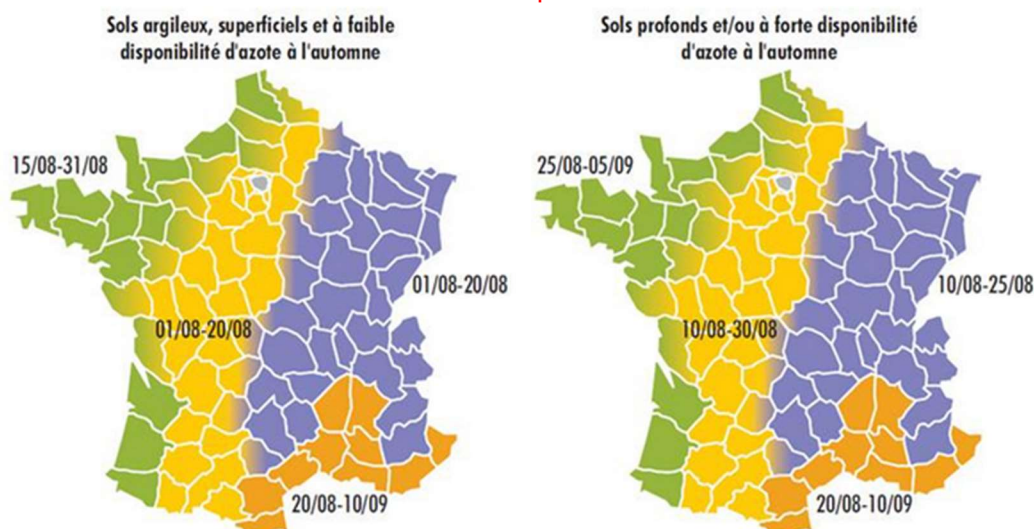 Sols argileux, superficiels et à faible
disponibilité d'azote à l'automne
15/08-31/08
01/08-20/08
01/08-20/08
20/08-10/09
Sols profonds et/ou à forte disponibilité
d'azote à l'automne
25/08-05/09
10/08-25/08
10/08-30/08
20/08-10/09